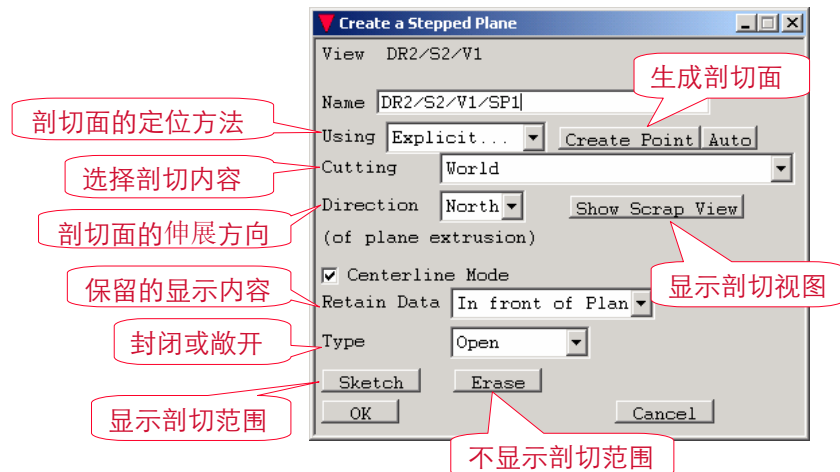 Create a Stepped Plane
View DR2/S2/V1
生成剖切面
Name DR2/S2/V1/SP1
剖切面的定位方法
Using Explicit... Create Point Auto
选择剖切内容
Cutting World
剖切面的伸展方向
Direction North Show Scrap View
(of plane extrusion)
显示剖切视图
Centerline Mode
保留的显示内容
Retain Data In front of Plan
封闭或敞开
Type Open
Sketch Erase
显示剖切范围
OK Cancel
不显示剖切范围